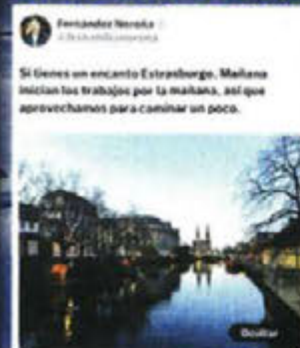 Fernández Noroña
Si tienes un encanto Estrasburgo. Mañana
inician los trabajos por la mañana, así que
aprovechamos para caminar un poco.
Ocultar